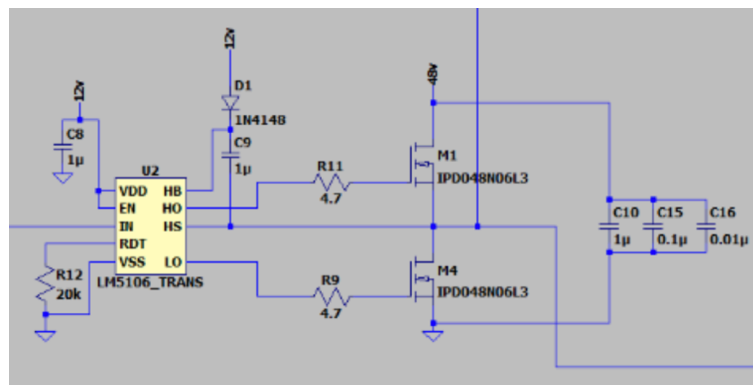 12v
D1
1N4148
12v
C8
1µ
C9
1µ
48v
U2
VDD
EN
IN
RDT
VSS
HB
HO
HS
LO
LM5106_TRANS
R12
20k
R11
4.7
R9
4.7
M1
IPD048N06L3
M4
IPD048N06L3
C10
1µ
C15
0.1µ
C16
0.01µ